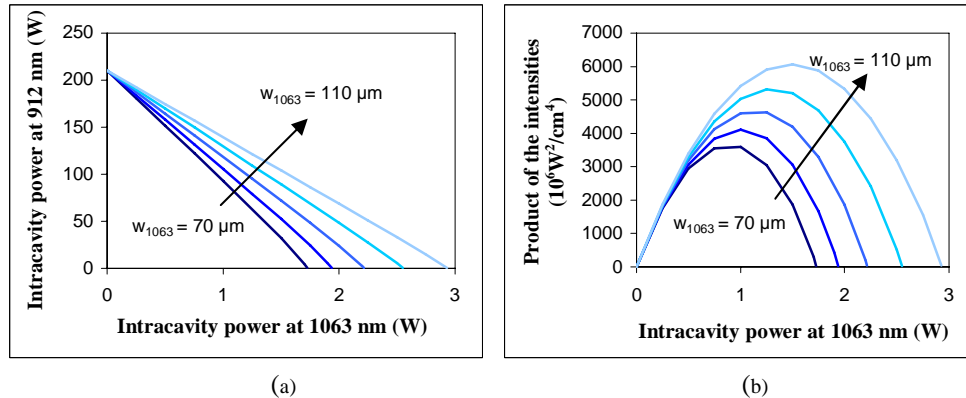 Intracavity power at 912 nm (W)
250
200
150
100
50
0
w1063 = 110 µm
w1063 = 70 µm
0
1
2
3
Intracavity power at 1063 nm (W)
(a)
Product of the intensities
(10⁶W²/cm⁴)
7000
6000
5000
4000
3000
2000
1000
0
w1063 = 110 µm
w1063 = 70 µm
0
1
2
3
Intracavity power at 1063 nm (W)
(b)